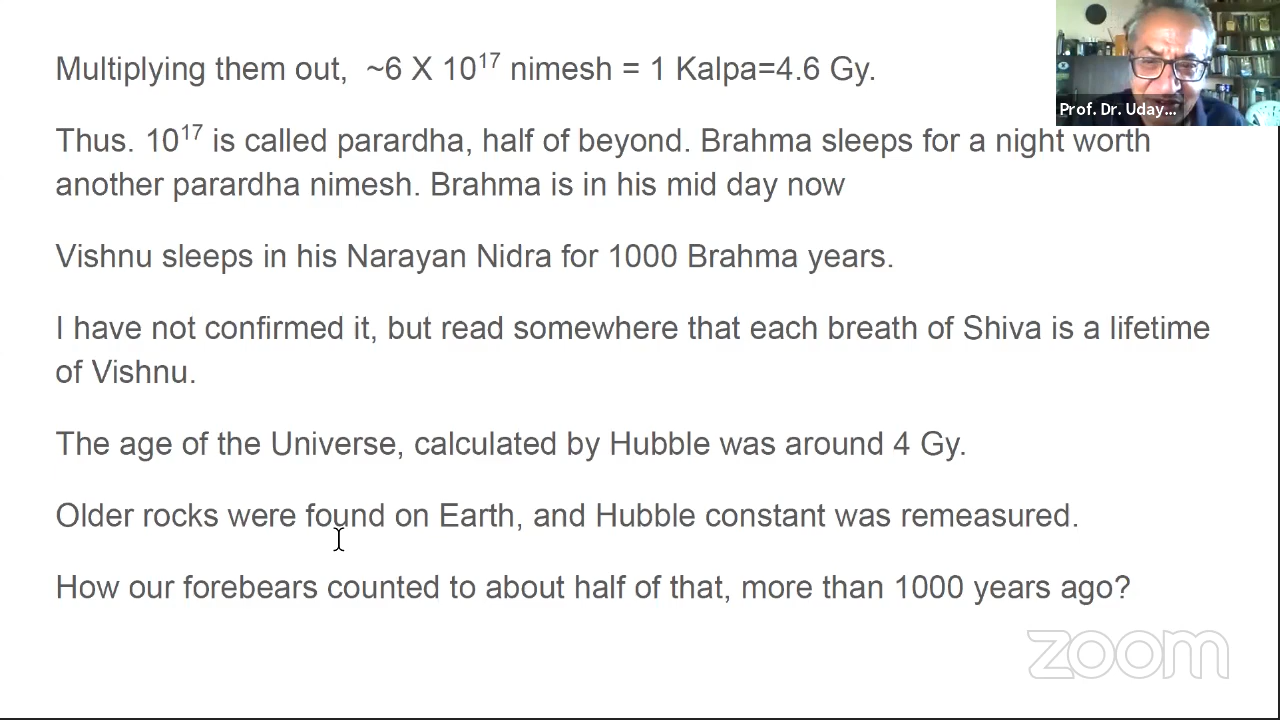 Multiplying them out, ~6 X 10¹⁷ nimesh = 1 Kalpa=4.6 Gy.
Prof. Dr. Uday...
Thus. 10¹⁷ is called parardha, half of beyond. Brahma sleeps for a night worth
another parardha nimesh. Brahma is in his mid day now
Vishnu sleeps in his Narayan Nidra for 1000 Brahma years.
I have not confirmed it, but read somewhere that each breath of Shiva is a lifetime
of Vishnu.
The age of the Universe, calculated by Hubble was around 4 Gy.
Older rocks were found on Earth, and Hubble constant was remeasured.
How our forebears counted to about half of that, more than 1000 years ago?
zoom